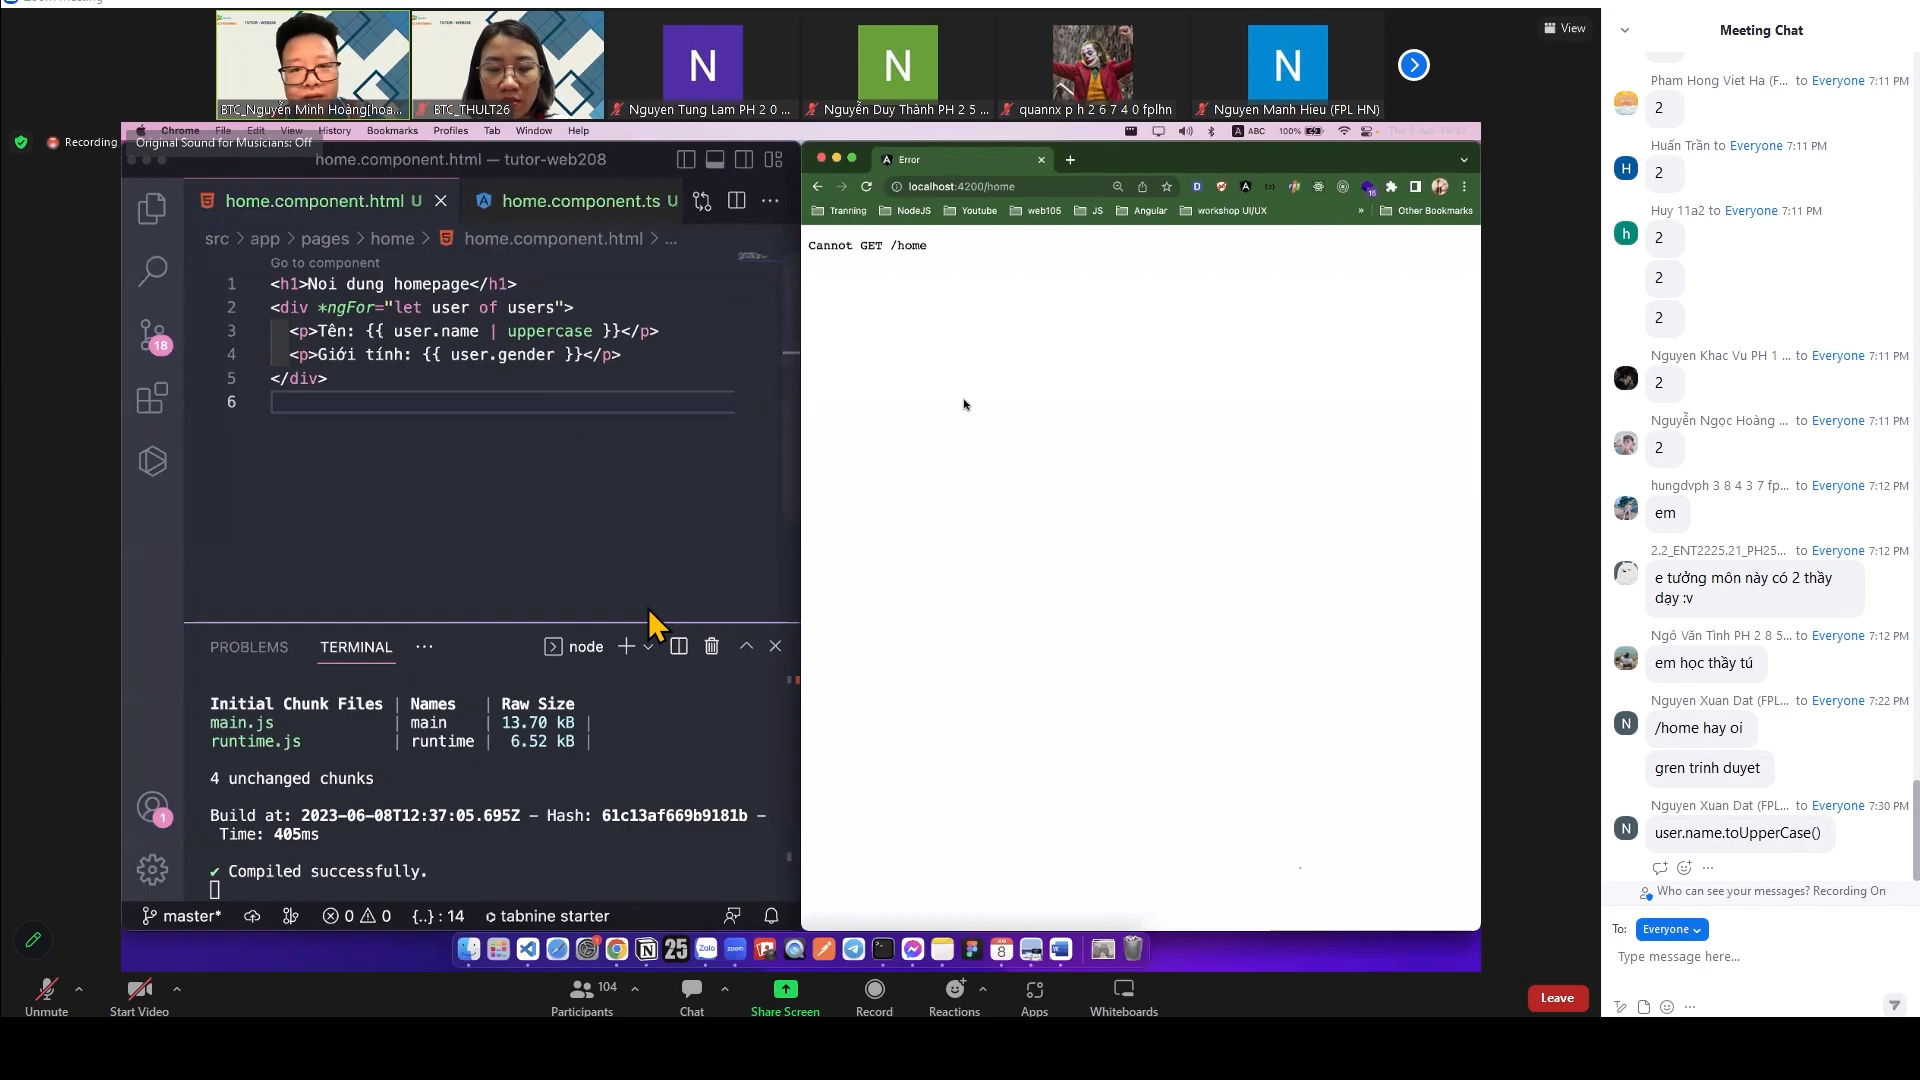 Zoom Meeting
View
BTC_Nguyễn Minh Hoàng[hoa...
BTC_THULT26
N
Nguyen Tung Lam PH 2 0 ...
N
Nguyễn Duy Thành PH 2 5 ...
quannx p h 2 6 7 4 0 fplhn
N
Nguyen Manh Hieu (FPL HN)
Recording
Chrome File Edit View History Bookmarks Profiles Tab Window Help
A ABC 100%
Original Sound for Musicians: Off
home.component.html — tutor-web208
home.component.html U
home.component.ts U
src > app > pages > home > home.component.html > ...
Go to component
1 <h1>Noi dung homepage</h1>
2 <div *ngFor="let user of users">
3 <p>Tên: {{ user.name | uppercase }}</p>
4 <p>Giới tính: {{ user.gender }}</p>
5 </div>
6
18
1
PROBLEMS TERMINAL ... node
Initial Chunk Files | Names | Raw Size
main.js | main | 13.70 kB |
runtime.js | runtime | 6.52 kB |
4 unchanged chunks
Build at: 2023-06-08T12:37:05.695Z - Hash: 61c13af669b9181b -
Time: 405ms
✔ Compiled successfully.
master* 0 0 {..} : 14 tabnine starter
Error
localhost:4200/home
Tranning NodeJS Youtube web105 JS Angular workshop UI/UX » Other Bookmarks
Cannot GET /home
25
Zalo
zoom
8
Unmute
Start Video
104
Participants
Chat
Share Screen
Record
Reactions
Apps
Whiteboards
Leave
Meeting Chat
Pham Hong Viet Ha (F... to Everyone 7:11 PM
2
Huấn Trần to Everyone 7:11 PM
H
2
Huy 11a2 to Everyone 7:11 PM
h
2
2
2
Nguyen Khac Vu PH 1 ... to Everyone 7:11 PM
2
Nguyễn Ngọc Hoàng ... to Everyone 7:11 PM
2
hungdvph 3 8 4 3 7 fp... to Everyone 7:12 PM
em
2.2_ENT2225.21_PH25... to Everyone 7:12 PM
e tưởng môn này có 2 thầy
dạy :v
Ngô Văn Tình PH 2 8 5... to Everyone 7:12 PM
em học thầy tú
Nguyen Xuan Dat (FPL... to Everyone 7:22 PM
N
/home hay oi
gren trinh duyet
Nguyen Xuan Dat (FPL... to Everyone 7:30 PM
N
user.name.toUpperCase()
Who can see your messages? Recording On
To: Everyone
Type message here...